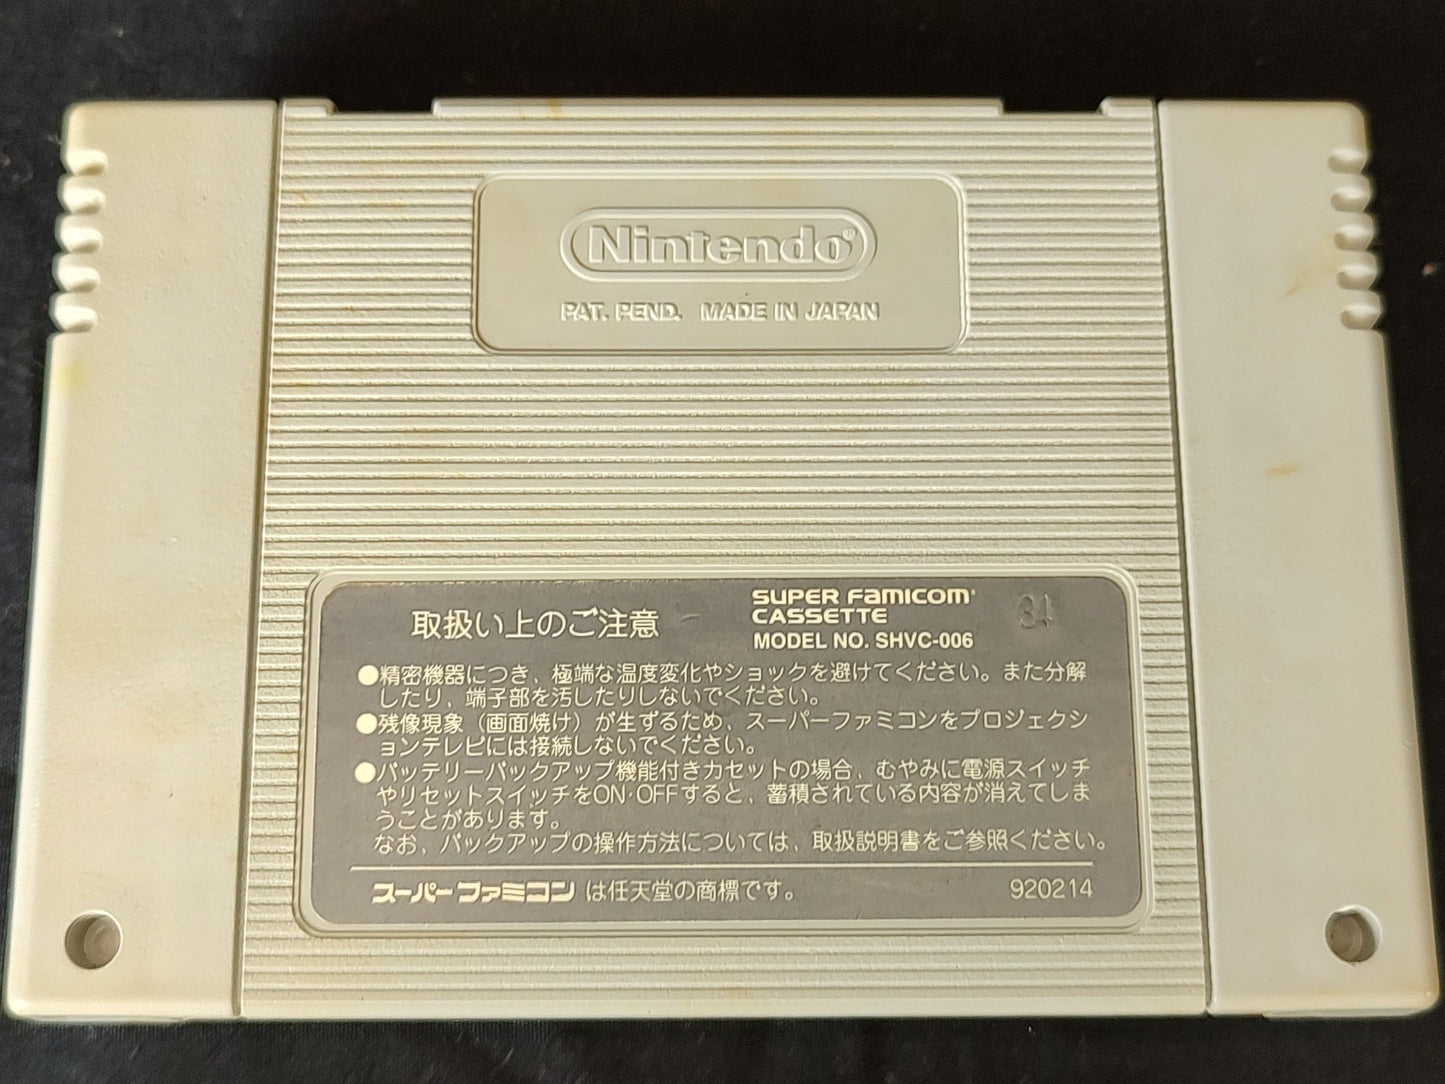 Nintendo®
PAT. PEND. MADE IN JAPAN
取扱い上のご注意
SUPER FAMICOM
CASSETTE
MODEL NO. SHVC-006
34
●精密機器につき、極端な温度変化やショックを避けてください。また分解
したり、端子部を汚したりしないでください。
●残像現象（画面焼け）が生ずるため、スーパーファミコンをプロジェクシ
ョンテレビには接続しないでください。
●バッテリーバックアップ機能付きカセットの場合、むやみに電源スイッチ
やリセットスイッチをON・OFFすると、蓄積されている内容が消えてしま
うことがあります。
なお、バックアップの操作方法については、取扱説明書をご参照ください。
スーパーファミコン は任天堂の商標です。
920214